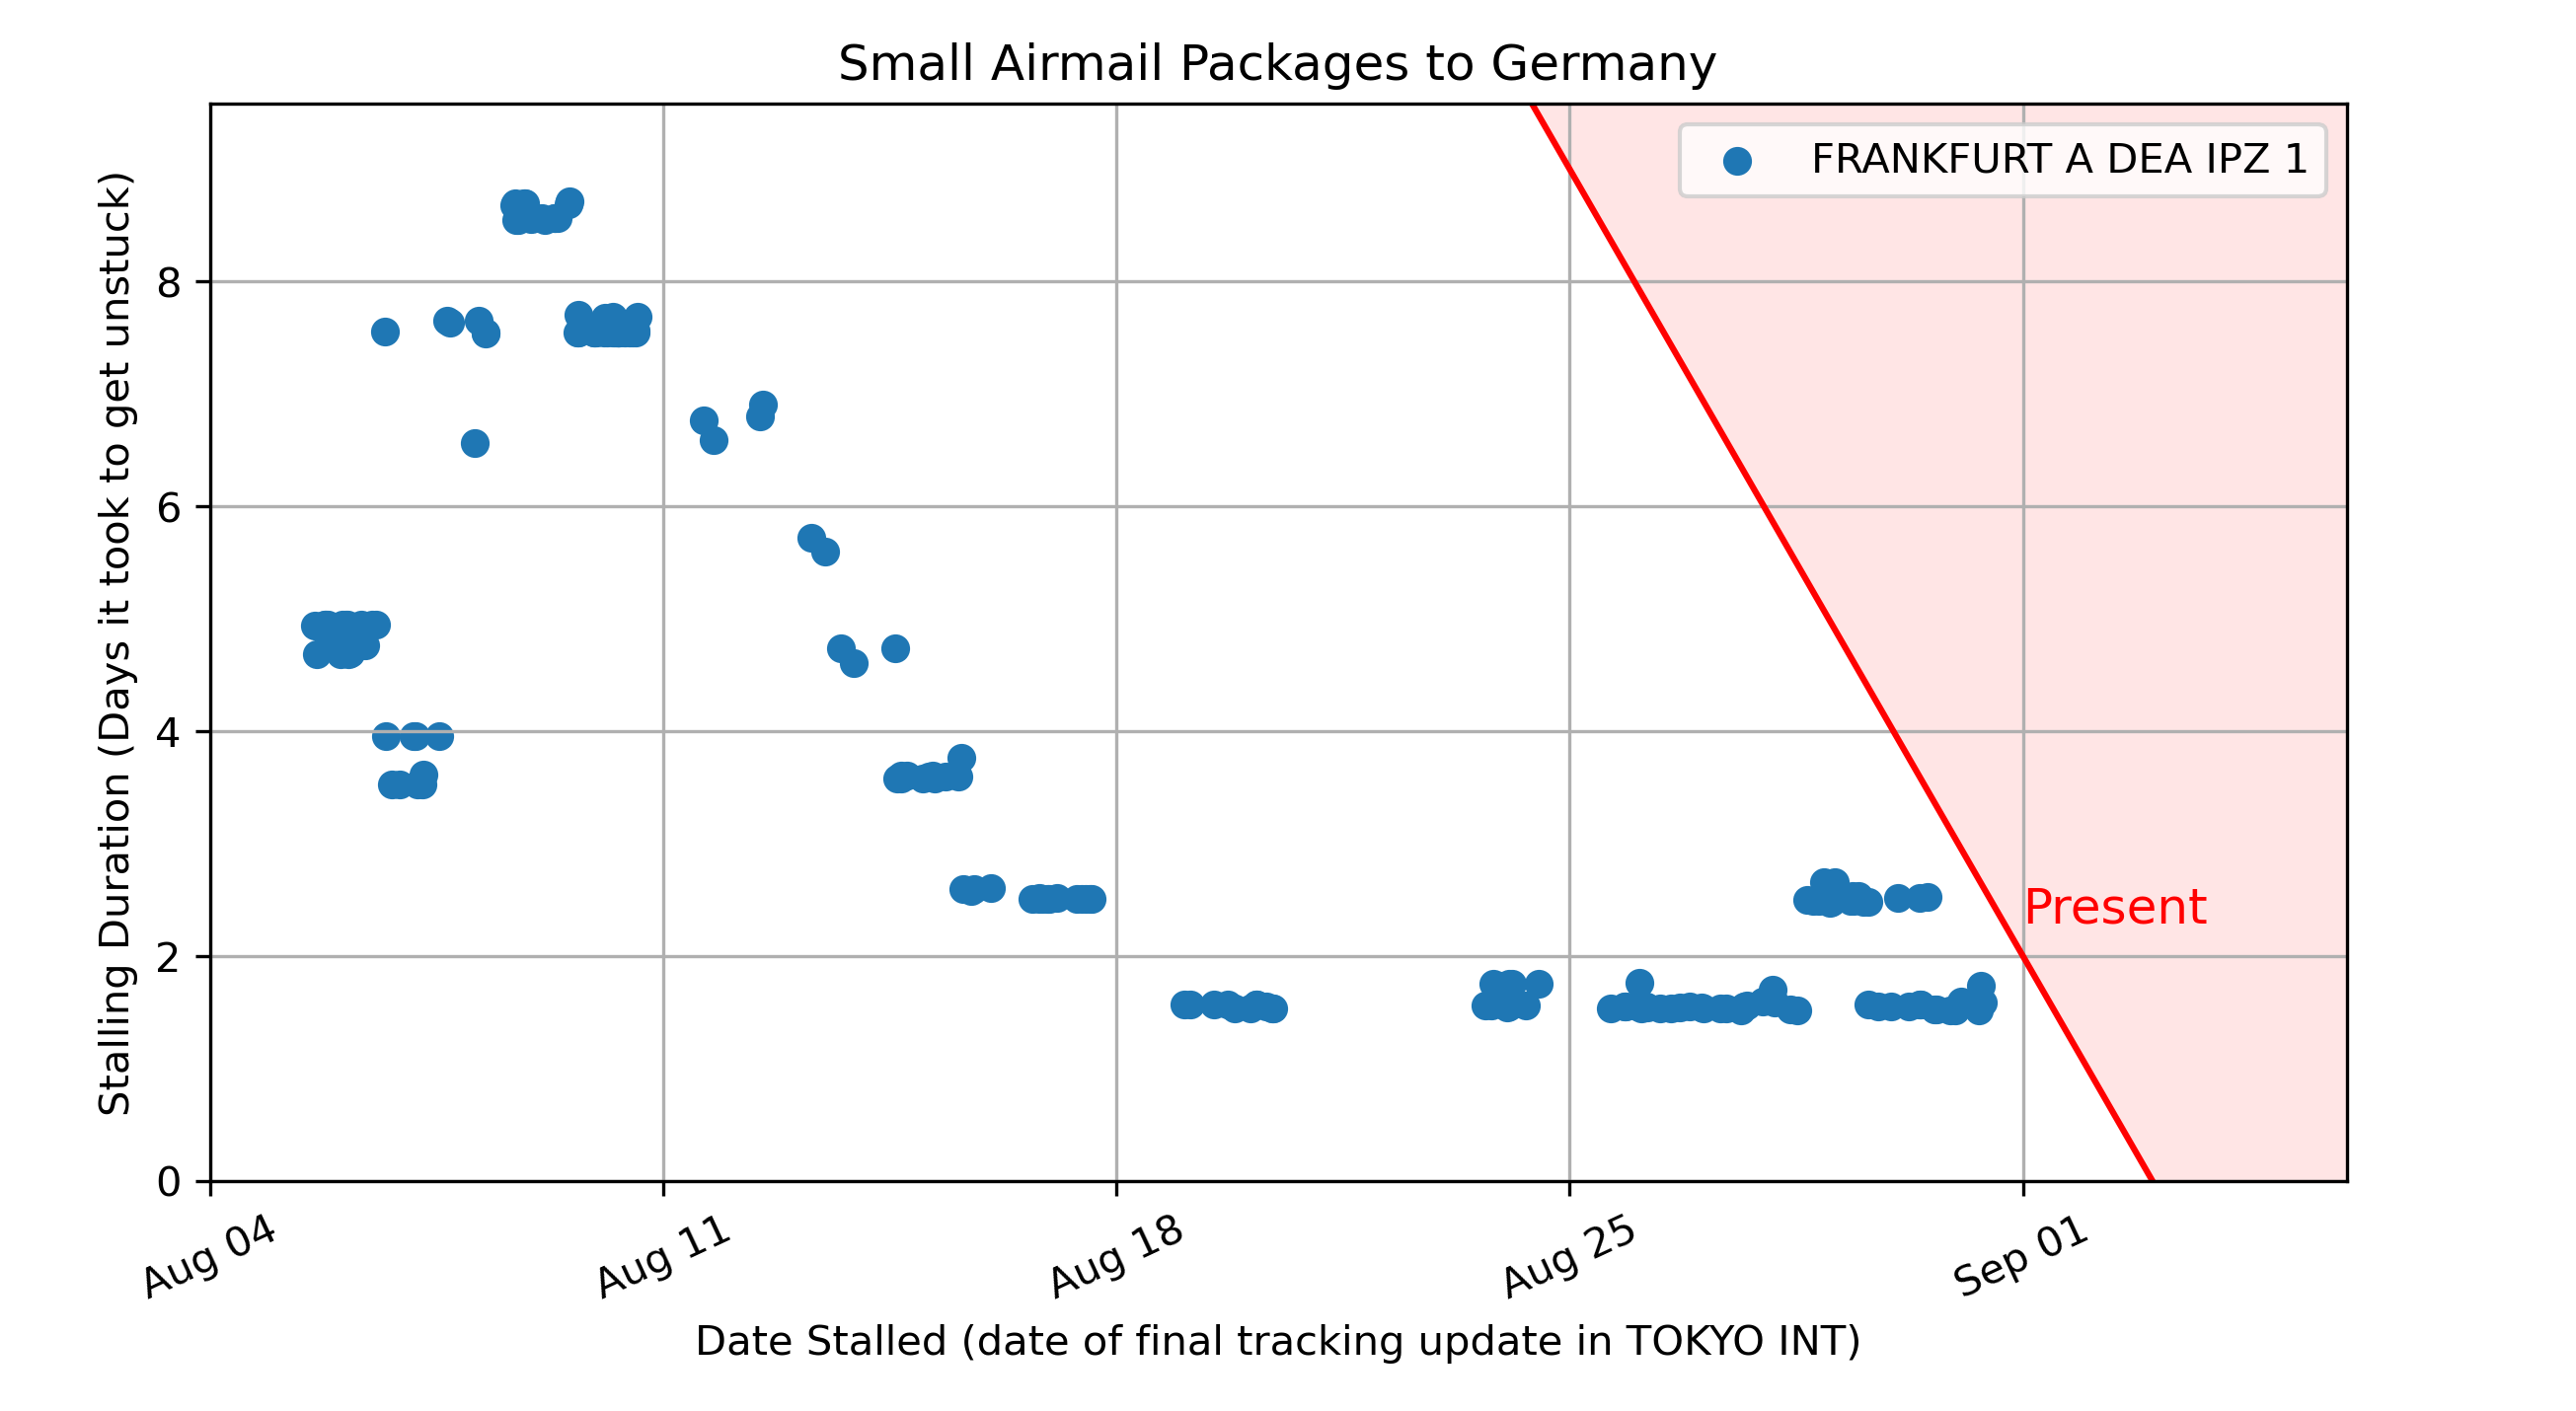 Small Airmail Packages to Germany
FRANKFURT A DEA IPZ 1
Stalling Duration (Days it took to get unstuck)
8
6
4
2
0
Present
Aug 04
Aug 11
Aug 18
Aug 25
Sep 01
Date Stalled (date of final tracking update in TOKYO INT)